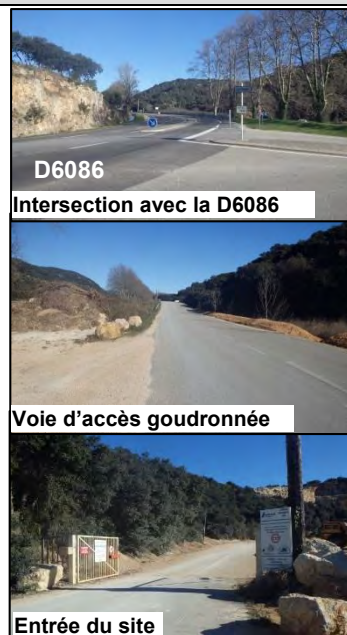 D6086
Intersection avec la D6086
Voie d'accès goudronnée
Entrée du site